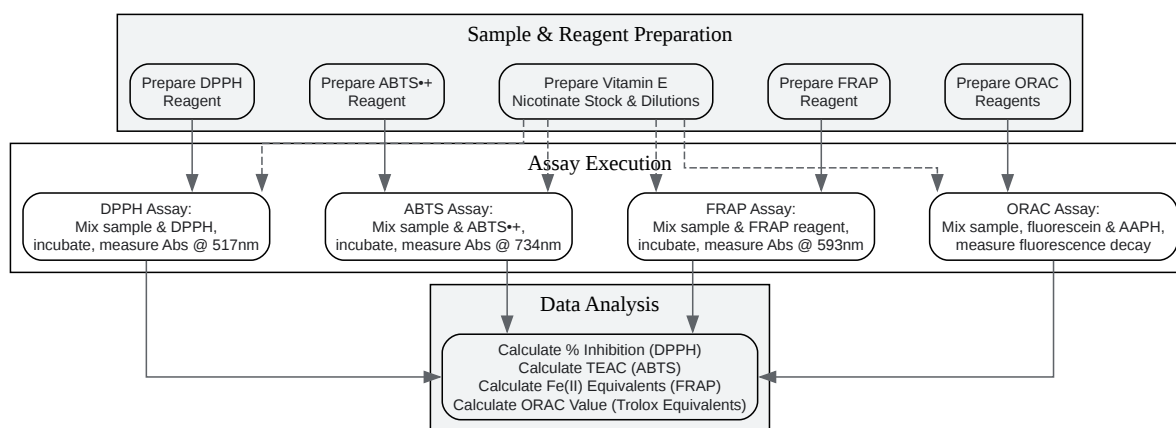 Sample & Reagent Preparation
Prepare DPPH
Reagent
Prepare ABTS•+
Reagent
Prepare Vitamin E
Nicotinate Stock & Dilutions
Prepare FRAP
Reagent
Prepare ORAC
Reagents
Assay Execution
DPPH Assay:
Mix sample & DPPH,
incubate, measure Abs @ 517nm
ABTS Assay:
Mix sample & ABTS•+,
incubate, measure Abs @ 734nm
FRAP Assay:
Mix sample & FRAP reagent,
incubate, measure Abs @ 593nm
ORAC Assay:
Mix sample, fluorescein & AAPH,
measure fluorescence decay
Data Analysis
Calculate % Inhibition (DPPH)
Calculate TEAC (ABTS)
Calculate Fe(II) Equivalents (FRAP)
Calculate ORAC Value (Trolox Equivalents)